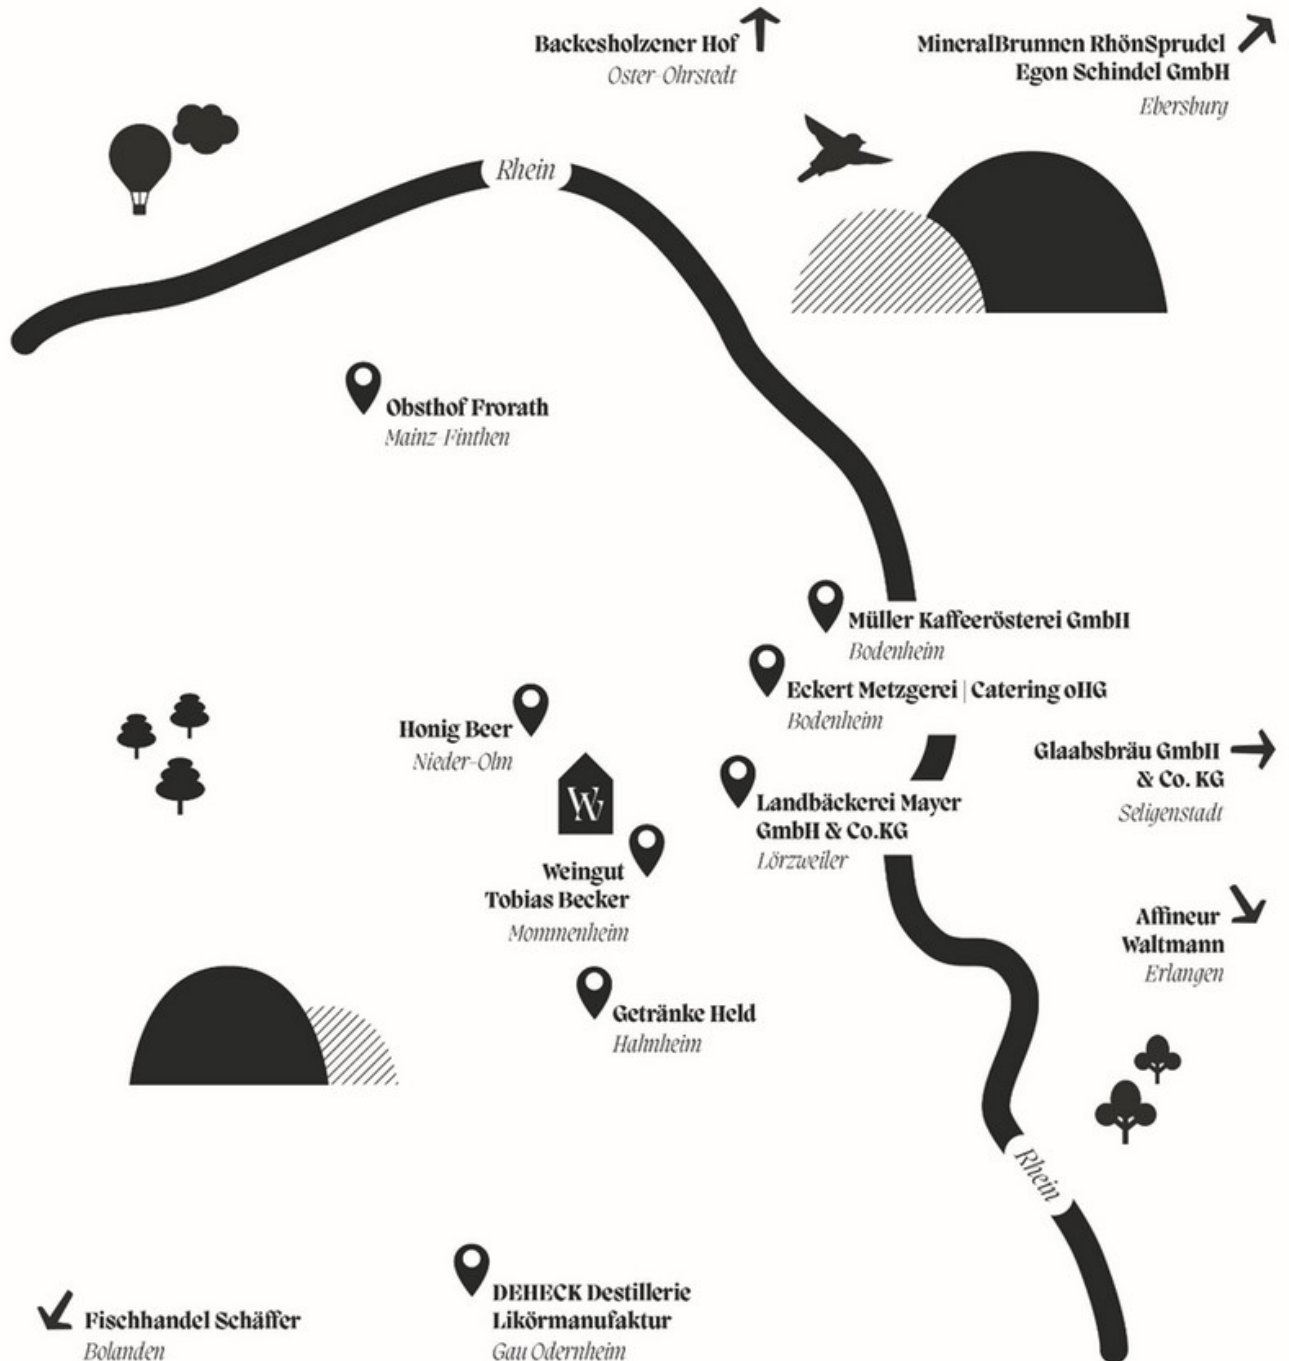 Backesholzener Hof
Oster-Ohrstedt
MineralBrunnen RhönSprudel
Egon Schindel GmbH
Ebersburg
Rhein
Obsthof Frorath
Mainz-Finthen
Müller Kaffeerösterei GmbH
Bodenheim
Eckert Metzgerei | Catering oHG
Bodenheim
Honig Beer
Nieder-Olm
Glaabsbräu GmbH
& Co. KG
Seligenstadt
W
Landbäckerei Mayer
GmbH & Co.KG
Lörzweiler
Weingut
Tobias Becker
Mommenheim
Affineur
Waltmann
Erlangen
Getränke Held
Hahnheim
Rhein
Fischhandel Schäffer
Bolanden
DEHECK Destillerie
Likörmanufaktur
Gau Odernheim